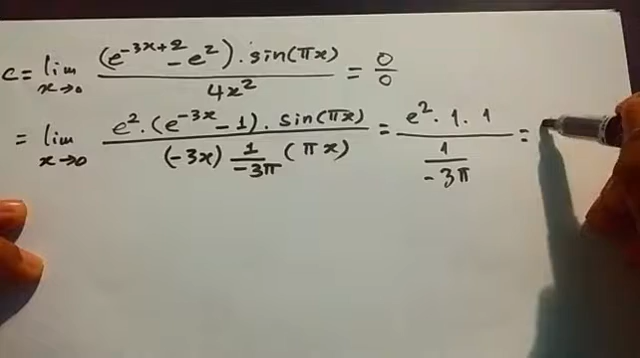 c = lim x→0 ((e^(-3x+2) - e^2) . sin(πx)) / (4x^2) = 0/0
= lim x→0 (e^2 . (e^(-3x) - 1) . sin(πx)) / ((-3x) 1/(-3π) (πx)) = (e^2 . 1 . 1) / (1/(-3π)) =